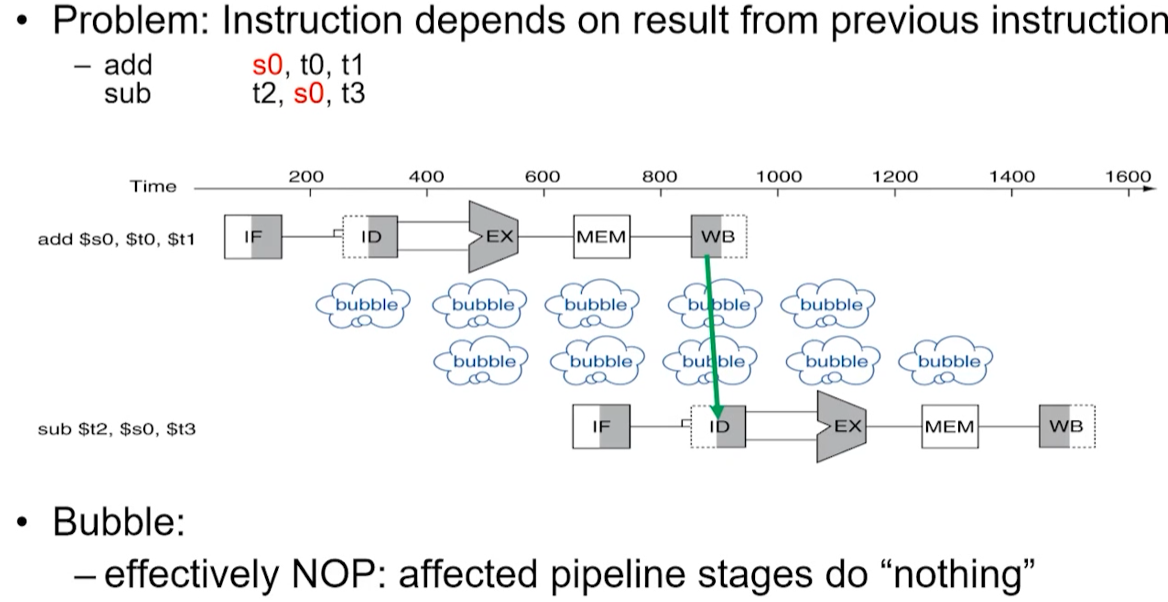 • Problem: Instruction depends on result from previous instruction
– add s0, t0, t1
sub t2, s0, t3
Time 200 400 600 800 1000 1200 1400 1600
add $s0, $t0, $t1 IF ID EX MEM WB
bubble bubble bubble bubble bubble
bubble bubble bubble bubble bubble
sub $t2, $s0, $t3 IF ID EX MEM WB
• Bubble:
– effectively NOP: affected pipeline stages do “nothing”